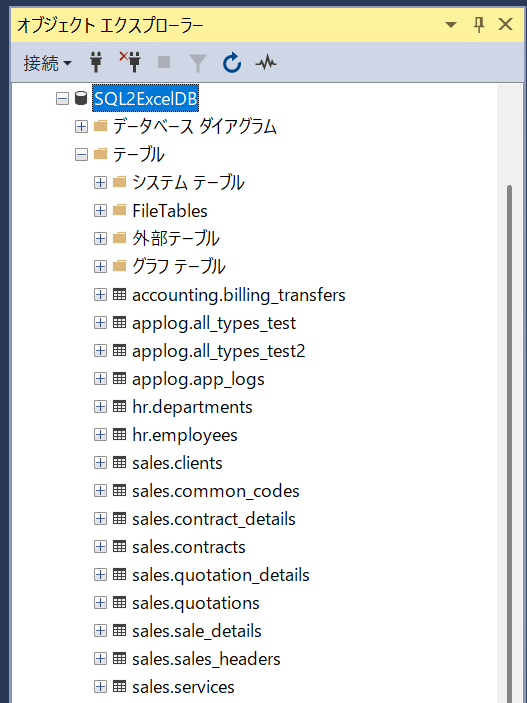 オブジェクト エクスプローラー
接続
SQL2ExcelDB
データベース ダイアグラム
テーブル
システム テーブル
FileTables
外部テーブル
グラフ テーブル
accounting.billing_transfers
applog.all_types_test
applog.all_types_test2
applog.app_logs
hr.departments
hr.employees
sales.clients
sales.common_codes
sales.contract_details
sales.contracts
sales.quotation_details
sales.quotations
sales.sale_details
sales.sales_headers
sales.services